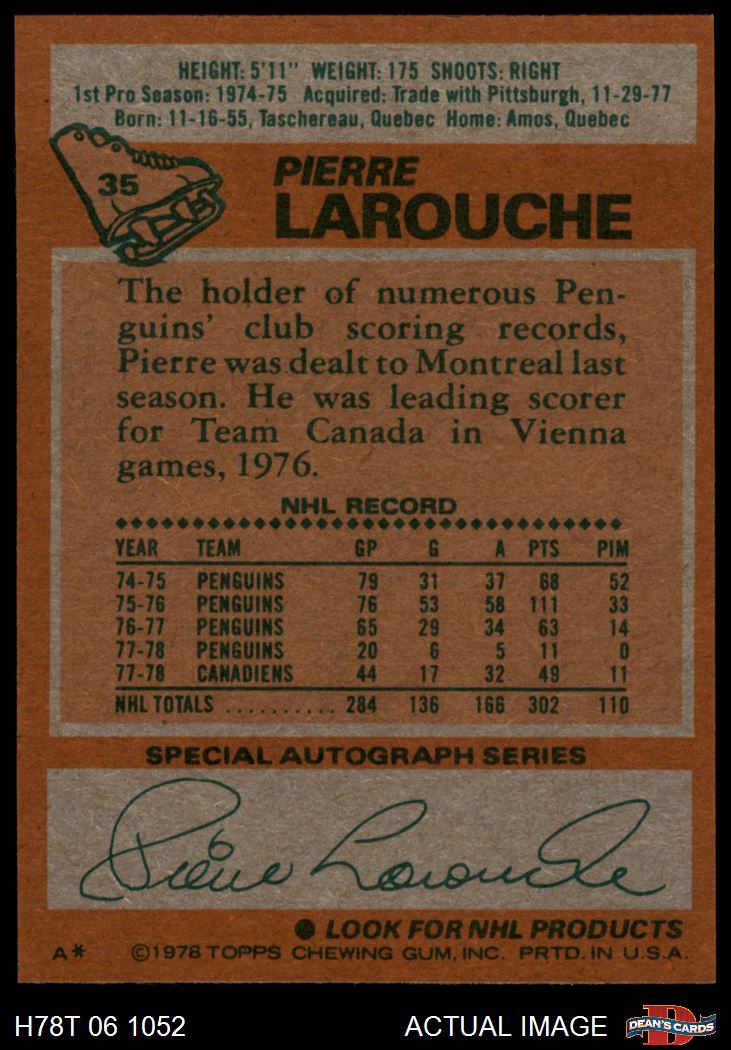 HEIGHT: 5'11" WEIGHT: 175 SHOOTS: RIGHT
1st Pro Season: 1974-75 Acquired: Trade with Pittsburgh, 11-29-77
Born: 11-16-55, Taschereau, Quebec Home: Amos, Quebec
35
PIERRE
LAROUCHE
The holder of numerous Pen-
guins' club scoring records,
Pierre was dealt to Montreal last
season. He was leading scorer
for Team Canada in Vienna
games, 1976.
NHL RECORD
YEAR TEAM GP G A PTS PIM
74-75 PENGUINS 79 31 37 68 52
75-76 PENGUINS 76 53 58 111 33
76-77 PENGUINS 65 29 34 63 14
77-78 PENGUINS 20 6 5 11 0
77-78 CANADIENS 44 17 32 49 11
NHL TOTALS .......... 284 136 166 302 110
SPECIAL AUTOGRAPH SERIES
Pierre Larouche
● LOOK FOR NHL PRODUCTS
A* ©1978 TOPPS CHEWING GUM, INC. PRTD. IN U.S.A.
H78T 06 1052 ACTUAL IMAGE D DEAN'S CARDS